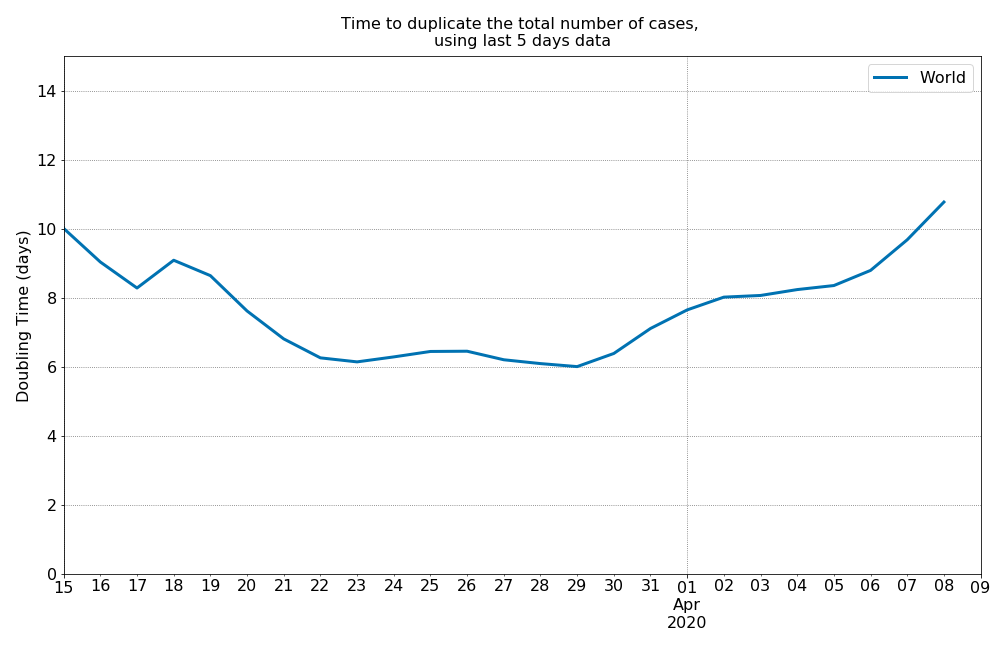 Time to duplicate the total number of cases,
using last 5 days data
World
Doubling Time (days)
14
12
10
8
6
4
2
0
15 16 17 18 19 20 21 22 23 24 25 26 27 28 29 30 31 01 02 03 04 05 06 07 08 09
Apr
2020